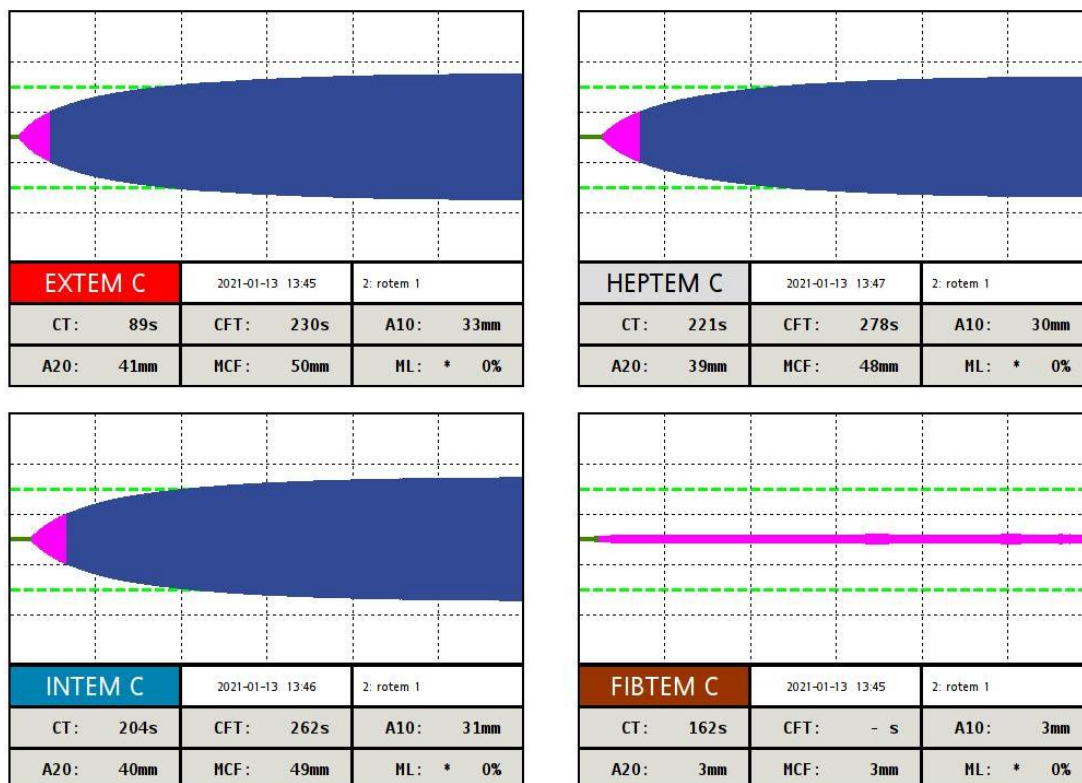 EXTEM C 2021-01-13 13:45 2: rotem 1
CT: 89s CFT: 230s A10: 33mm
A20: 41mm MCF: 50mm ML: * 0%
HEPTEM C 2021-01-13 13:47 2: rotem 1
CT: 221s CFT: 278s A10: 30mm
A20: 39mm MCF: 48mm ML: * 0%
INTEM C 2021-01-13 13:46 2: rotem 1
CT: 204s CFT: 262s A10: 31mm
A20: 40mm MCF: 49mm ML: * 0%
FIBTEM C 2021-01-13 13:45 2: rotem 1
CT: 162s CFT: - s A10: 3mm
A20: 3mm MCF: 3mm ML: * 0%